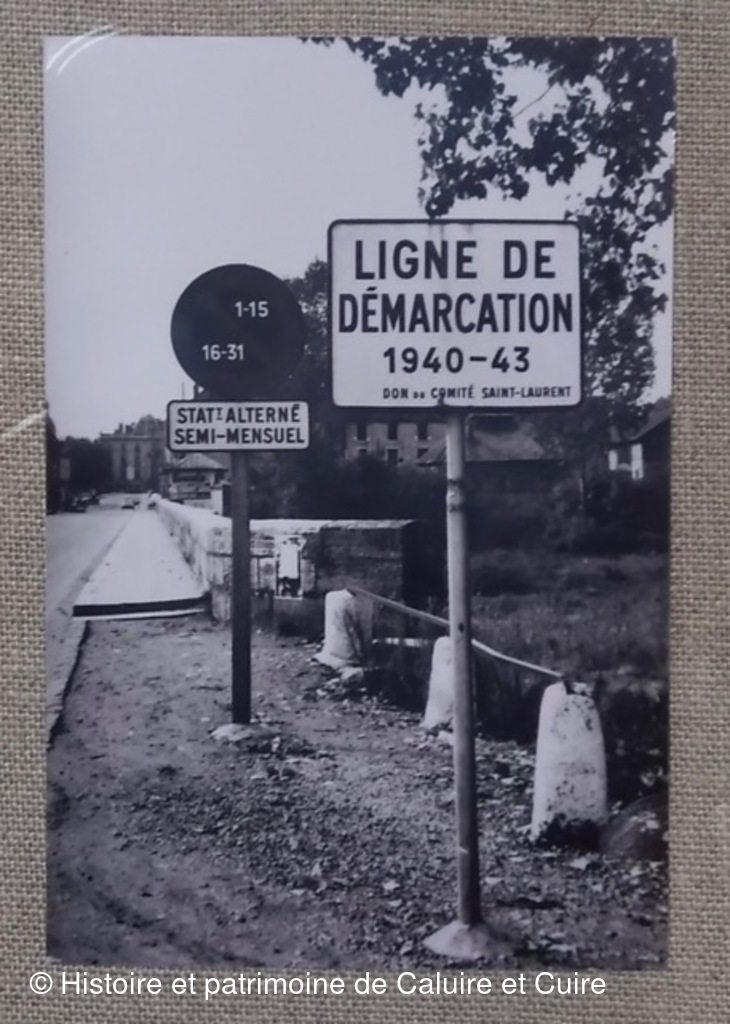 1-15
16-31
STATT ALTERNÉ
SEMI-MENSUEL
LIGNE DE
DÉMARCATION
1940-43
DON DU COMITÉ SAINT-LAURENT
© Histoire et patrimoine de Caluire et Cuire